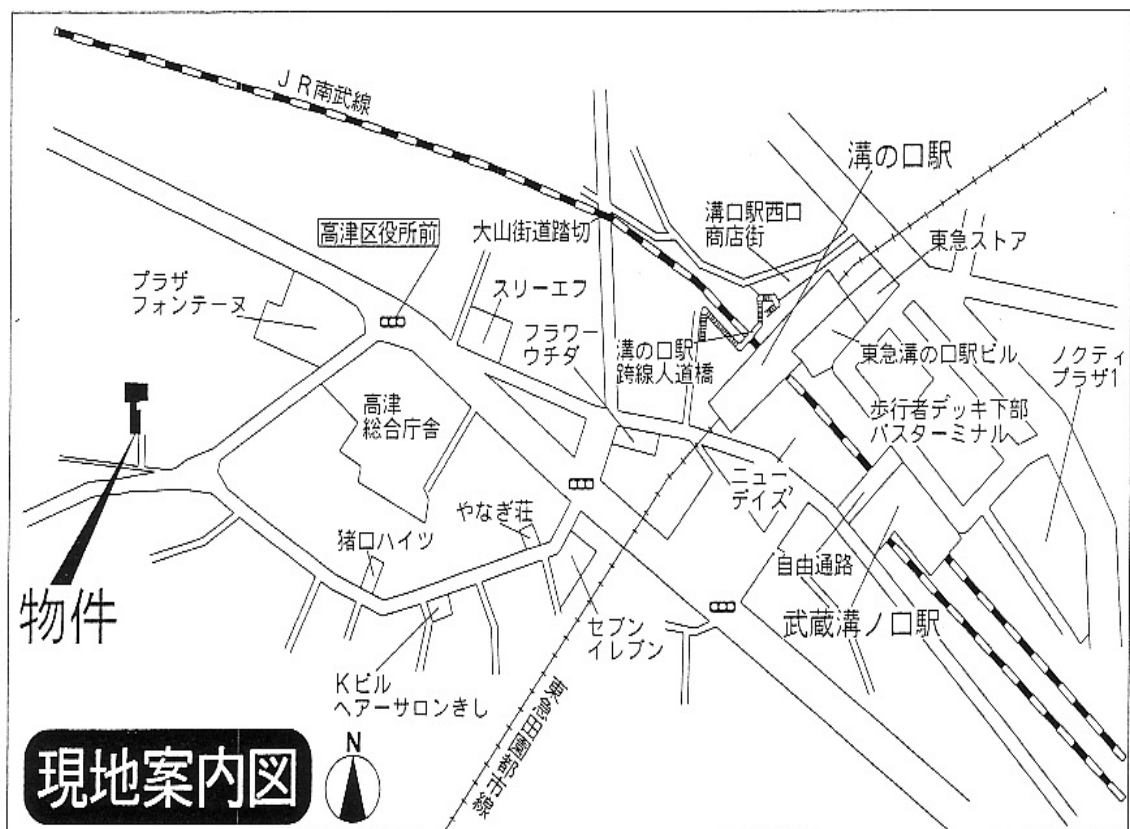 JR南武線
溝の口駅
溝口駅西口
商店街
大山街道踏切
高津区役所前
東急ストア
プラザ
フォンテーヌ
スリーエフ
フラワー
ウチダ
溝の口駅
跨線人道橋
東急溝の口駅ビル
ノクティ
プラザ1
高津
総合庁舎
歩行者デッキ下部
バスターミナル
ニュー
デイズ
やなぎ荘
猪口ハイツ
自由通路
物件
武蔵溝ノ口駅
セブン
イレブン
Kビル
ヘアーサロンきし
東急田園都市線
現地案内図
N